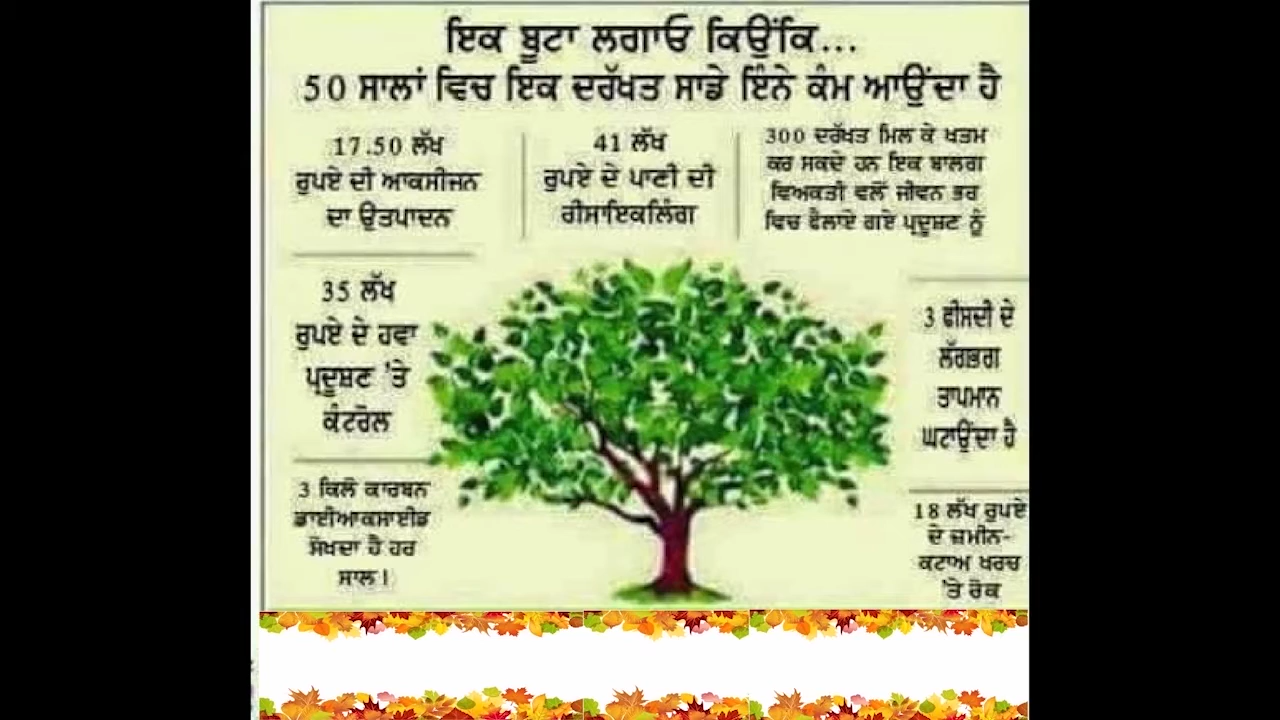 ਇਕ ਬੂਟਾ ਲਗਾਓ ਕਿਉਂਕਿ...
50 ਸਾਲਾਂ ਵਿਚ ਇਕ ਦਰੱਖਤ ਸਾਡੇ ਇੰਨੇ ਕੰਮ ਆਉਂਦਾ ਹੈ
17.50 ਲੱਖ
ਰੁਪਏ ਦੀ ਆਕਸੀਜਨ
ਦਾ ਉਤਪਾਦਨ
41 ਲੱਖ
ਰੁਪਏ ਦੇ ਪਾਣੀ ਦੀ
ਰੀਸਾਇਕਲਿੰਗ
300 ਦਰੱਖਤ ਮਿਲ ਕੇ ਖਤਮ
ਕਰ ਸਕਦੇ ਹਨ ਇਕ ਬਾਲਗ
ਵਿਅਕਤੀ ਵਲੋਂ ਜੀਵਨ ਭਰ
ਵਿਚ ਫੈਲਾਏ ਗਏ ਪ੍ਰਦੂਸ਼ਣ ਨੂੰ
35 ਲੱਖ
ਰੁਪਏ ਦੇ ਹਵਾ
ਪ੍ਰਦੂਸ਼ਣ 'ਤੇ
ਕੰਟਰੋਲ
3 ਫੀਸਦੀ ਦੇ
ਲੱਗਭਗ
ਤਾਪਮਾਨ
ਘਟਾਉਂਦਾ ਹੈ
3 ਕਿਲੋ ਕਾਰਬਨ
ਡਾਈਆਕਸਾਈਡ
ਸੋਖਦਾ ਹੈ ਹਰ
ਸਾਲ!
18 ਲੱਖ ਰੁਪਏ
ਦੇ ਜ਼ਮੀਨ-
ਕਟਾਅ ਖਰਚ
'ਤੇ ਰੋਕ